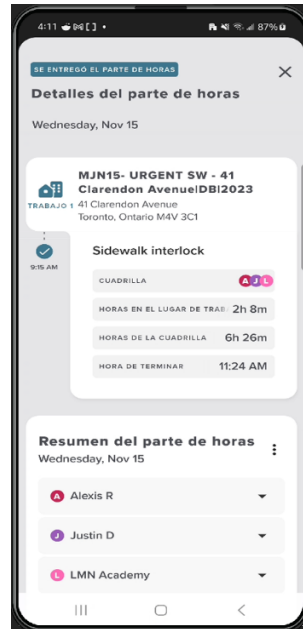 4:11
87%
SE ENTREGÓ EL PARTE DE HORAS
Detalles del parte de horas
Wednesday, Nov 15
MJN15- URGENT SW - 41
Clarendon Avenue|DBI2023
TRABAJO 1
41 Clarendon Avenue
Toronto, Ontario M4V 3C1
9:15 AM
Sidewalk interlock
CUADRILLA
A J L
HORAS EN EL LUGAR DE TRAB
2h 8m
HORAS DE LA CUADRILLA
6h 26m
HORA DE TERMINAR
11:24 AM
Resumen del parte de horas
Wednesday, Nov 15
A Alexis R
J Justin D
L LMN Academy